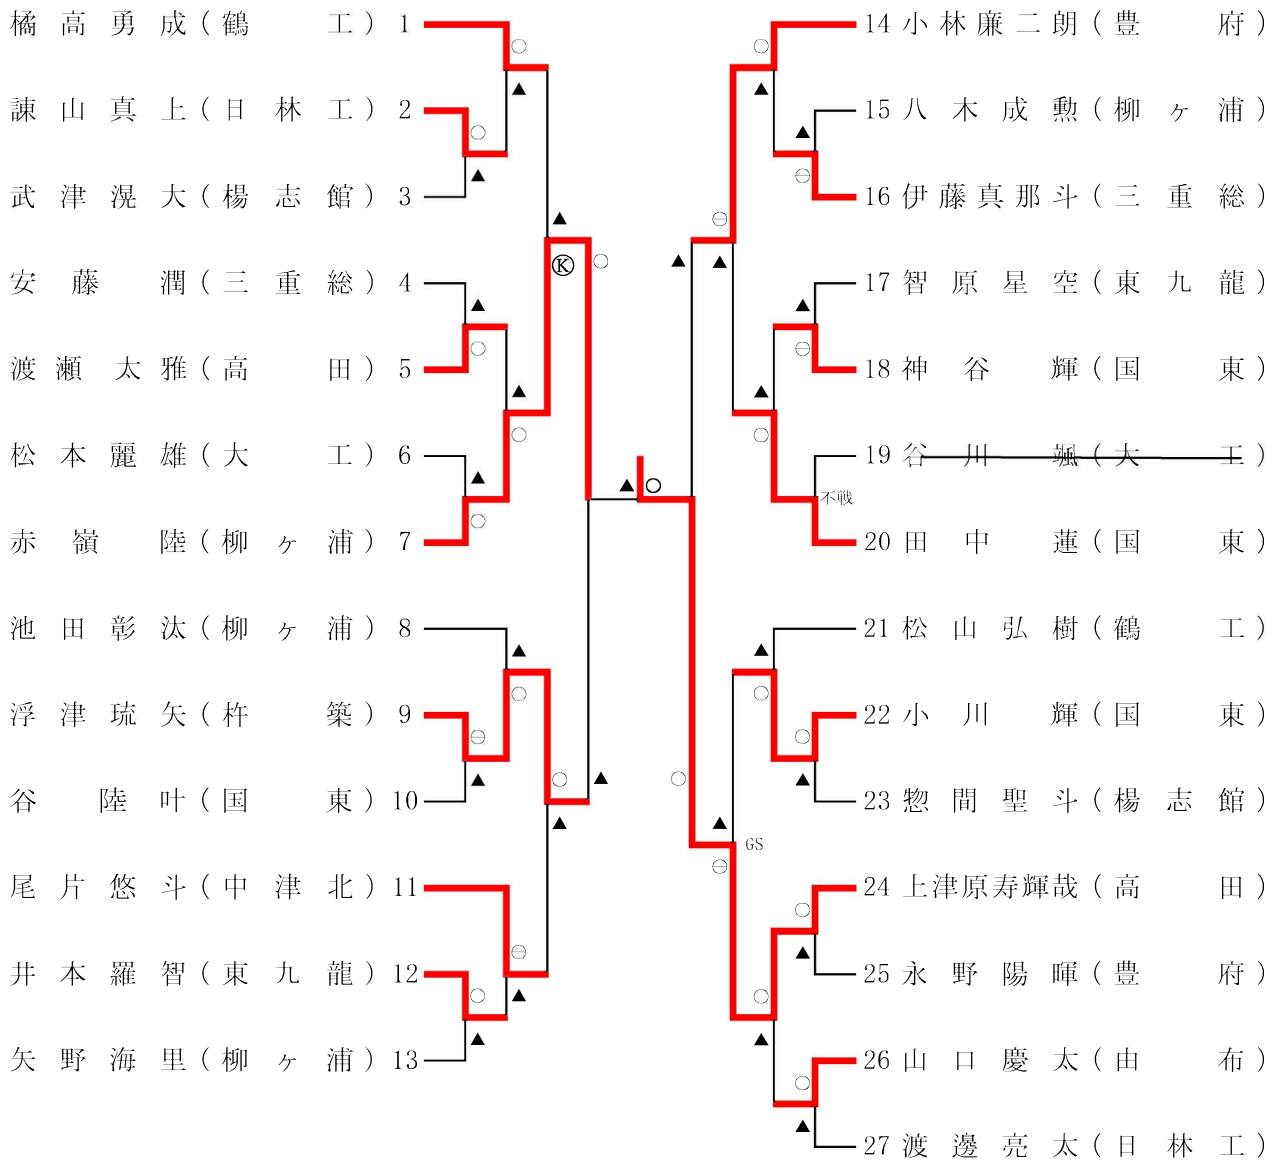 橘高勇成(鶴工) 1
諫山真上(日林工) 2
武津滉大(楊志館) 3
安藤潤(三重総) 4
渡瀬太雅(高田) 5
松本麗雄(大工) 6
赤嶺陸(柳ヶ浦) 7
池田彰汰(柳ヶ浦) 8
浮津琉矢(杵築) 9
谷陸叶(国東) 10
尾片悠斗(中津北) 11
井本羅智(東九龍) 12
矢野海里(柳ヶ浦) 13
Ⓚ
14 小林廉二朗(豊府)
15 八木成勲(柳ヶ浦)
16 伊藤真那斗(三重総)
17 智原星空(東九龍)
18 神谷輝(国東)
19 谷川颯(大工)
不戦
20 田中蓮(国東)
21 松山弘樹(鶴工)
22 小川輝(国東)
23 惣間聖斗(楊志館)
GS
24 上津原寿輝哉(高田)
25 永野陽暉(豊府)
26 山口慶太(由布)
27 渡邊亮太(日林工)